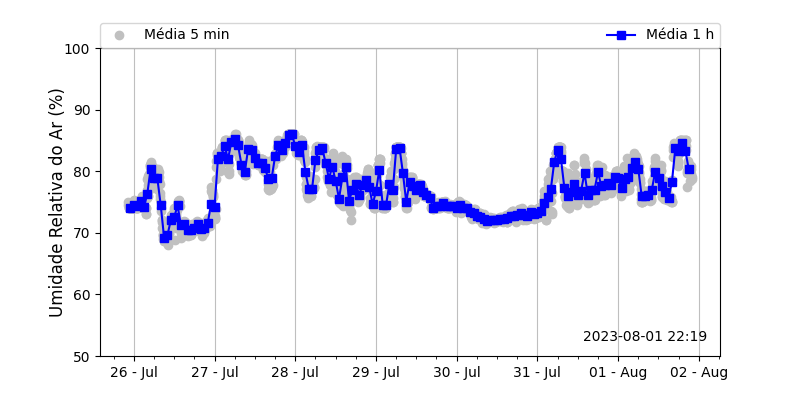 Média 5 min
Média 1 h
Umidade Relativa do Ar (%)
100
90
80
70
60
50
2023-08-01 22:19
26 - Jul
27 - Jul
28 - Jul
29 - Jul
30 - Jul
31 - Jul
01 - Aug
02 - Aug